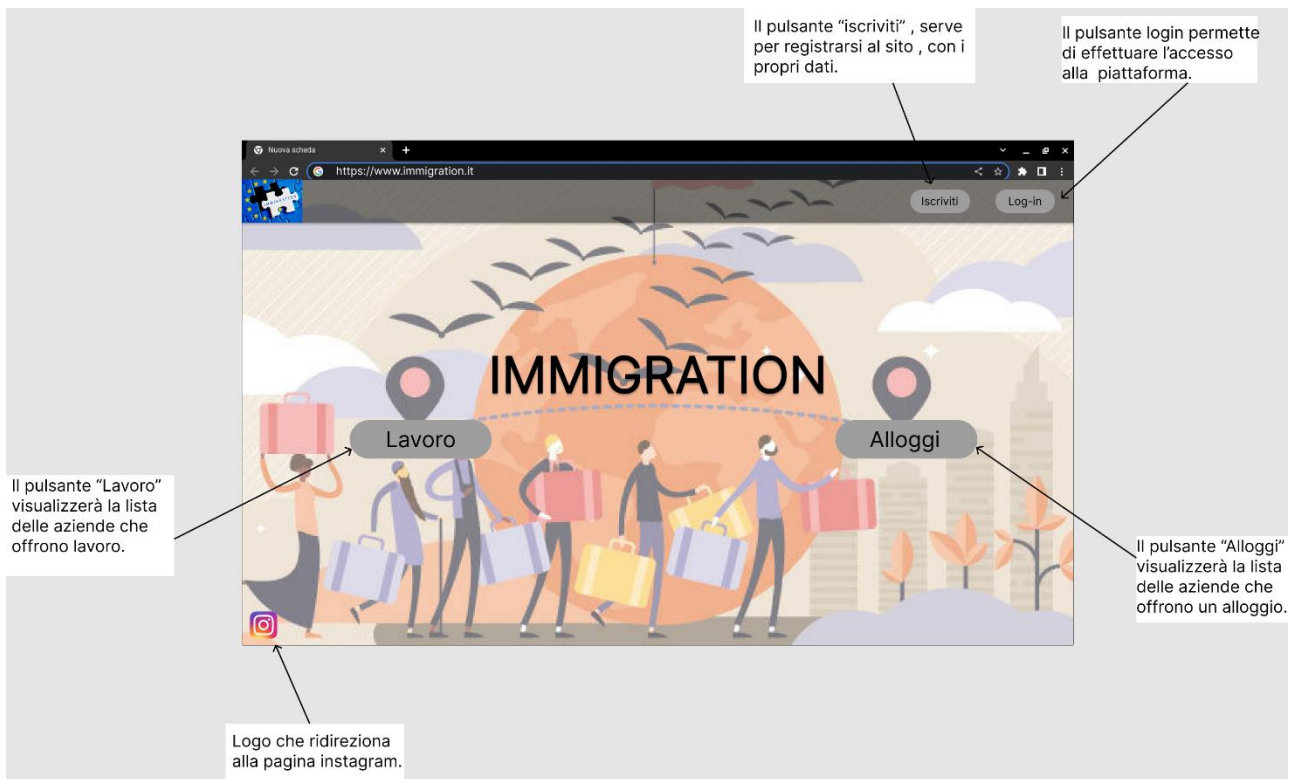 Il pulsante “iscriviti” , serve
per registrarsi al sito , con i
propri dati.
Il pulsante login permette
di effettuare l’accesso
alla piattaforma.
Nuova scheda
https://www.immigration.it
IMMIGRATION
Iscriviti
Log-in
IMMIGRATION
Lavoro
Alloggi
Il pulsante “Lavoro”
visualizzerà la lista
delle aziende che
offrono lavoro.
Il pulsante “Alloggi”
visualizzerà la lista
delle aziende che
offrono un alloggio.
Logo che ridireziona
alla pagina instagram.